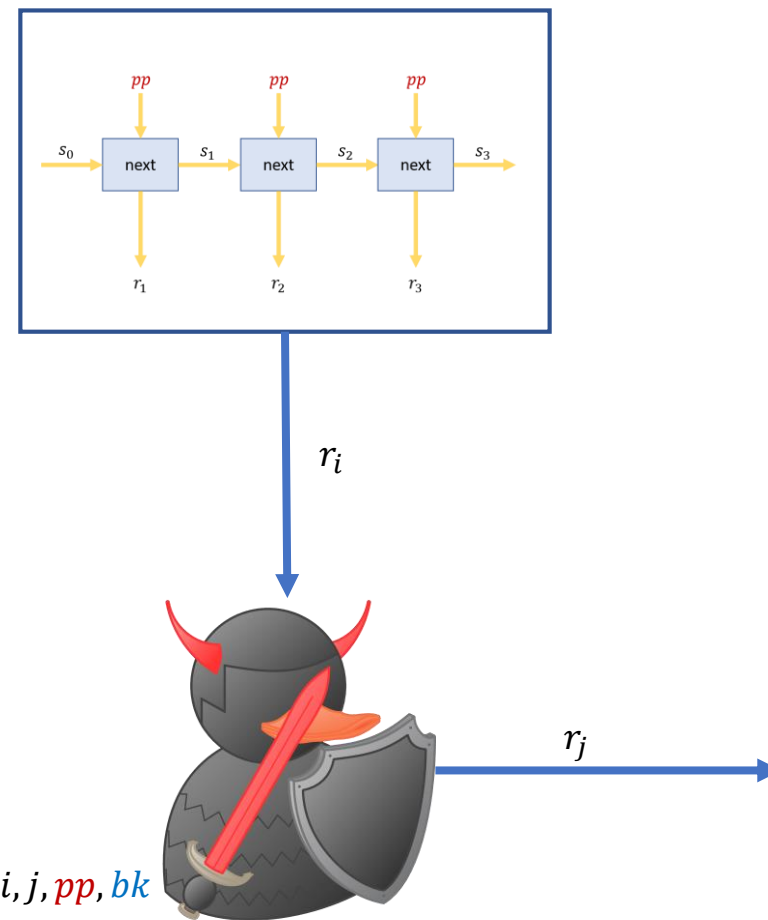 pp pp pp
s₀ next s₁ next s₂ next s₃
r₁ r₂ r₃
rᵢ
rⱼ
i, j, pp, bk